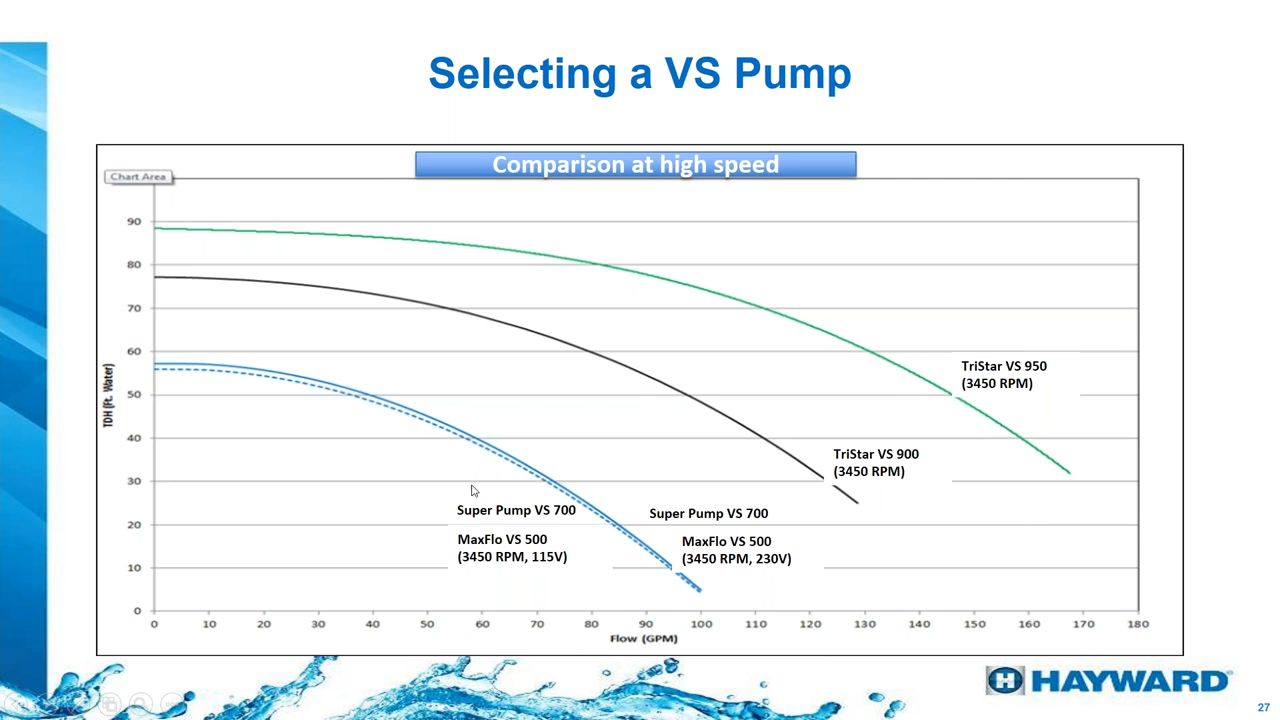 Selecting a VS Pump
Comparison at high speed
Chart Area
90
80
70
60
50
40
30
20
10
0
TDH (Ft. Water)
TriStar VS 950
(3450 RPM)
TriStar VS 900
(3450 RPM)
Super Pump VS 700
MaxFlo VS 500
(3450 RPM, 115V)
Super Pump VS 700
MaxFlo VS 500
(3450 RPM, 230V)
0 10 20 30 40 50 60 70 80 90 100 110 120 130 140 150 160 170 180
Flow (GPM)
HAYWARD
27